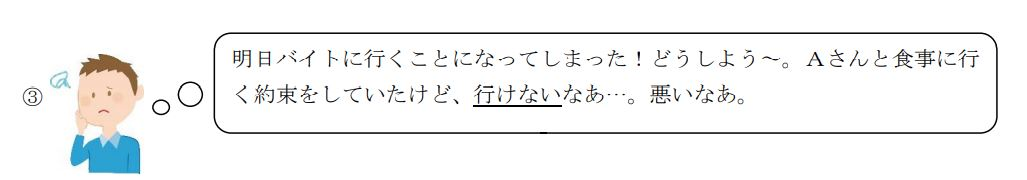 明日バイトに行くことになってしまった！どうしよう～。Aさんと食事に行
③
く約束をしていたけど、行けないなあ…。悪いなあ。